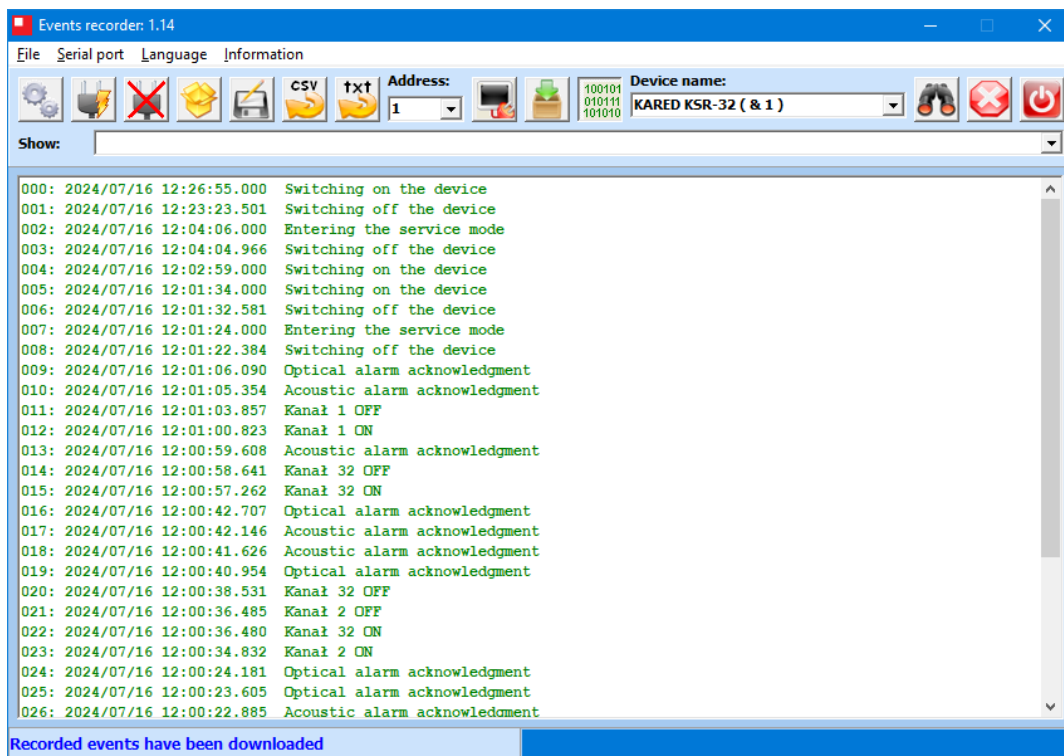 Events recorder: 1.14
File Serial port Language Information
CSV
txt
Address:
1
100101
010111
101010
Device name:
KARED KSR-32 ( & 1 )
Show:
000: 2024/07/16 12:26:55.000 Switching on the device
001: 2024/07/16 12:23:23.501 Switching off the device
002: 2024/07/16 12:04:06.000 Entering the service mode
003: 2024/07/16 12:04:04.966 Switching off the device
004: 2024/07/16 12:02:59.000 Switching on the device
005: 2024/07/16 12:01:34.000 Switching on the device
006: 2024/07/16 12:01:32.581 Switching off the device
007: 2024/07/16 12:01:24.000 Entering the service mode
008: 2024/07/16 12:01:22.384 Switching off the device
009: 2024/07/16 12:01:06.090 Optical alarm acknowledgment
010: 2024/07/16 12:01:05.354 Acoustic alarm acknowledgment
011: 2024/07/16 12:01:03.857 Kanał 1 OFF
012: 2024/07/16 12:01:00.823 Kanał 1 ON
013: 2024/07/16 12:00:59.608 Acoustic alarm acknowledgment
014: 2024/07/16 12:00:58.641 Kanał 32 OFF
015: 2024/07/16 12:00:57.262 Kanał 32 ON
016: 2024/07/16 12:00:42.707 Optical alarm acknowledgment
017: 2024/07/16 12:00:42.146 Acoustic alarm acknowledgment
018: 2024/07/16 12:00:41.626 Acoustic alarm acknowledgment
019: 2024/07/16 12:00:40.954 Optical alarm acknowledgment
020: 2024/07/16 12:00:38.531 Kanał 32 OFF
021: 2024/07/16 12:00:36.485 Kanał 2 OFF
022: 2024/07/16 12:00:36.480 Kanał 32 ON
023: 2024/07/16 12:00:34.832 Kanał 2 ON
024: 2024/07/16 12:00:24.181 Optical alarm acknowledgment
025: 2024/07/16 12:00:23.605 Optical alarm acknowledgment
026: 2024/07/16 12:00:22.885 Acoustic alarm acknowledgment
Recorded events have been downloaded